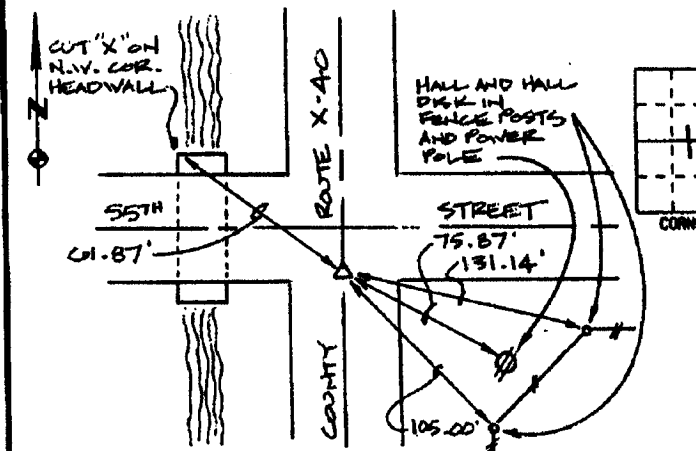 CUT "X" ON
N.W. COR.
HEADWALL
N
ROUTE X-40
HALL AND HALL
DISK IN
FENCE POSTS
AND POWER
POLE
55TH
STREET
61.87'
75.87'
131.14'
COUNTY
105.00'